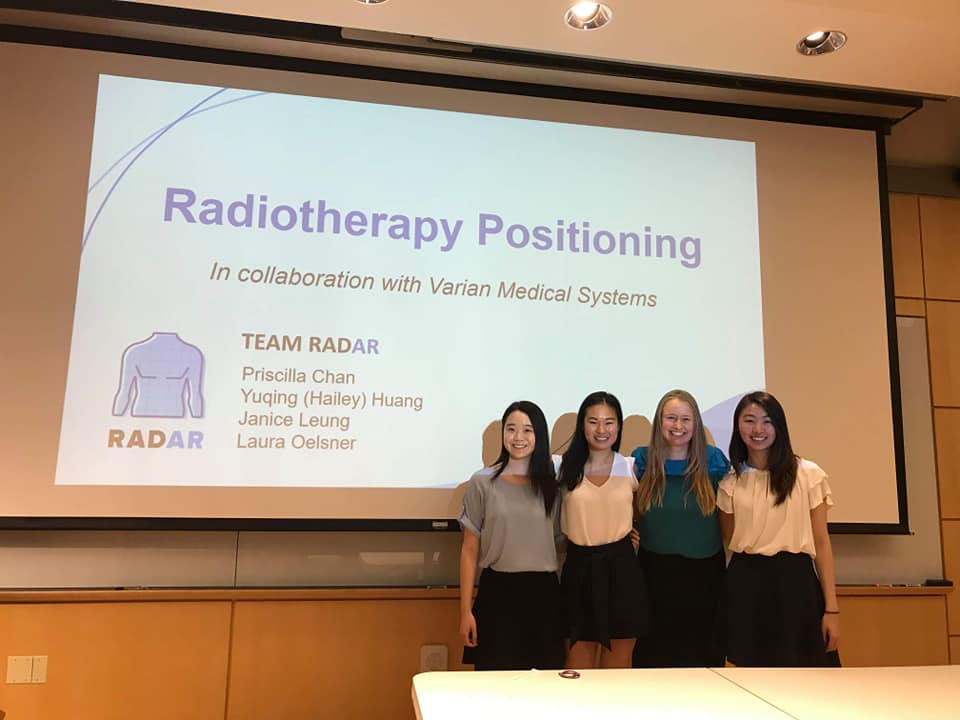 Radiotherapy Positioning
In collaboration with Varian Medical Systems
TEAM RADAR
Priscilla Chan
Yuqing (Hailey) Huang
Janice Leung
Laura Oelsner
RADAR